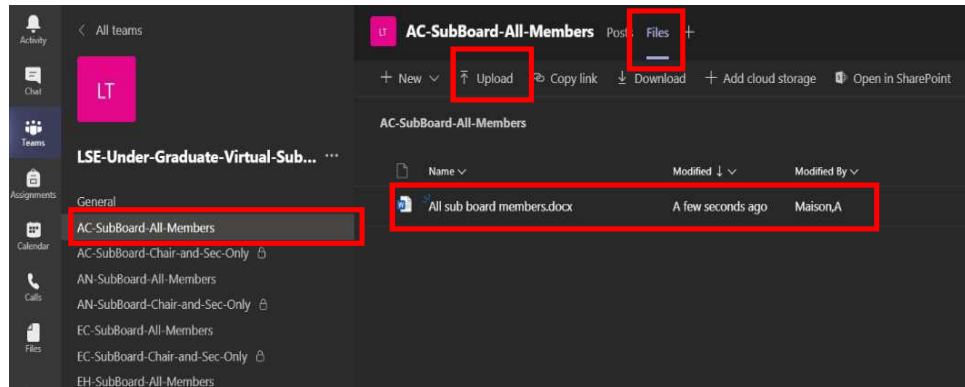 Activity
Chat
Teams
Assignments
Calendar
Calls
Files
All teams
LT
LSE-Under-Graduate-Virtual-Sub... ...
General
AC-SubBoard-All-Members
AC-SubBoard-Chair-and-Sec-Only
AN-SubBoard-All-Members
AN-SubBoard-Chair-and-Sec-Only
EC-SubBoard-All-Members
EC-SubBoard-Chair-and-Sec-Only
EH-SubBoard-All-Members
LT AC-SubBoard-All-Members Posts Files +
+ New Upload Copy link Download + Add cloud storage Open in SharePoint
AC-SubBoard-All-Members
Name Modified ↓ Modified By
All sub board members.docx A few seconds ago Maison,A